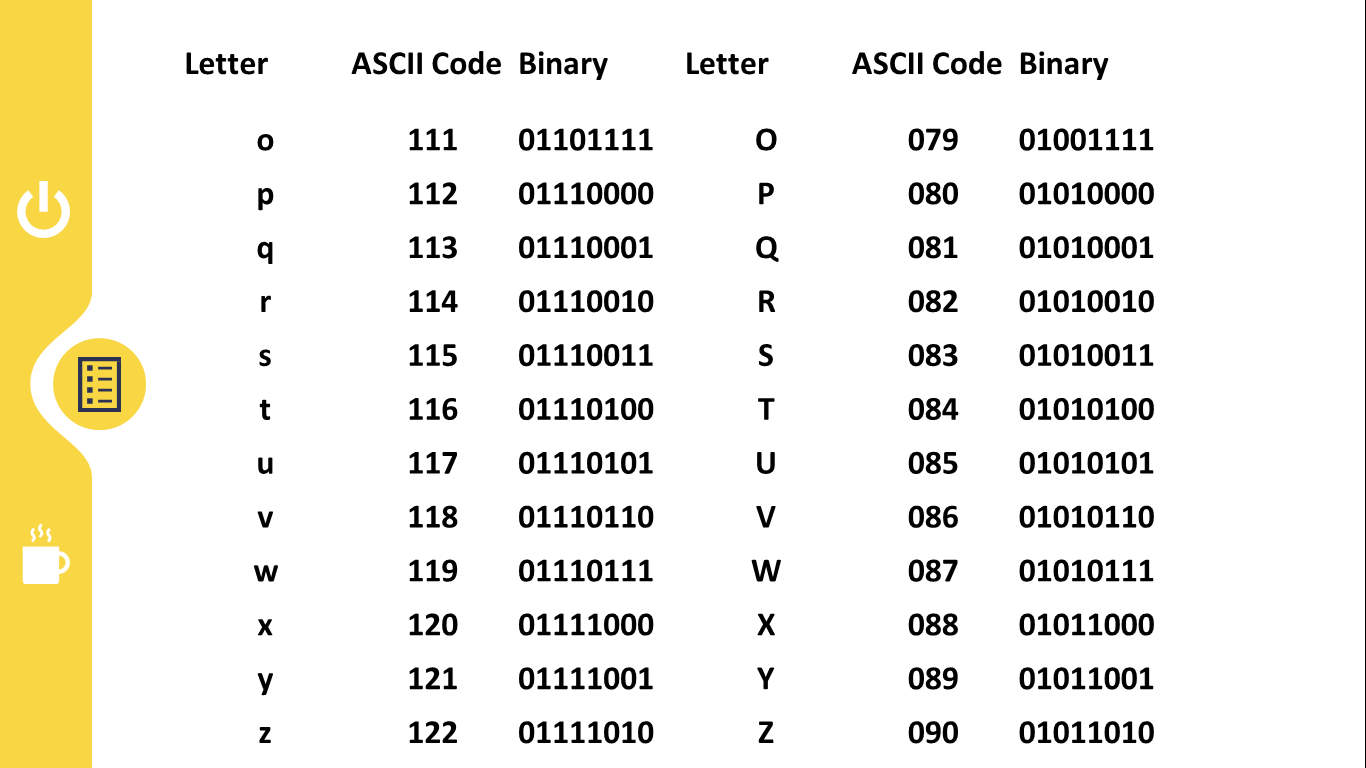 Letter ASCII Code Binary Letter ASCII Code Binary
o 111 01101111 O 079 01001111
p 112 01110000 P 080 01010000
q 113 01110001 Q 081 01010001
r 114 01110010 R 082 01010010
s 115 01110011 S 083 01010011
t 116 01110100 T 084 01010100
u 117 01110101 U 085 01010101
v 118 01110110 V 086 01010110
w 119 01110111 W 087 01010111
x 120 01111000 X 088 01011000
y 121 01111001 Y 089 01011001
z 122 01111010 Z 090 01011010